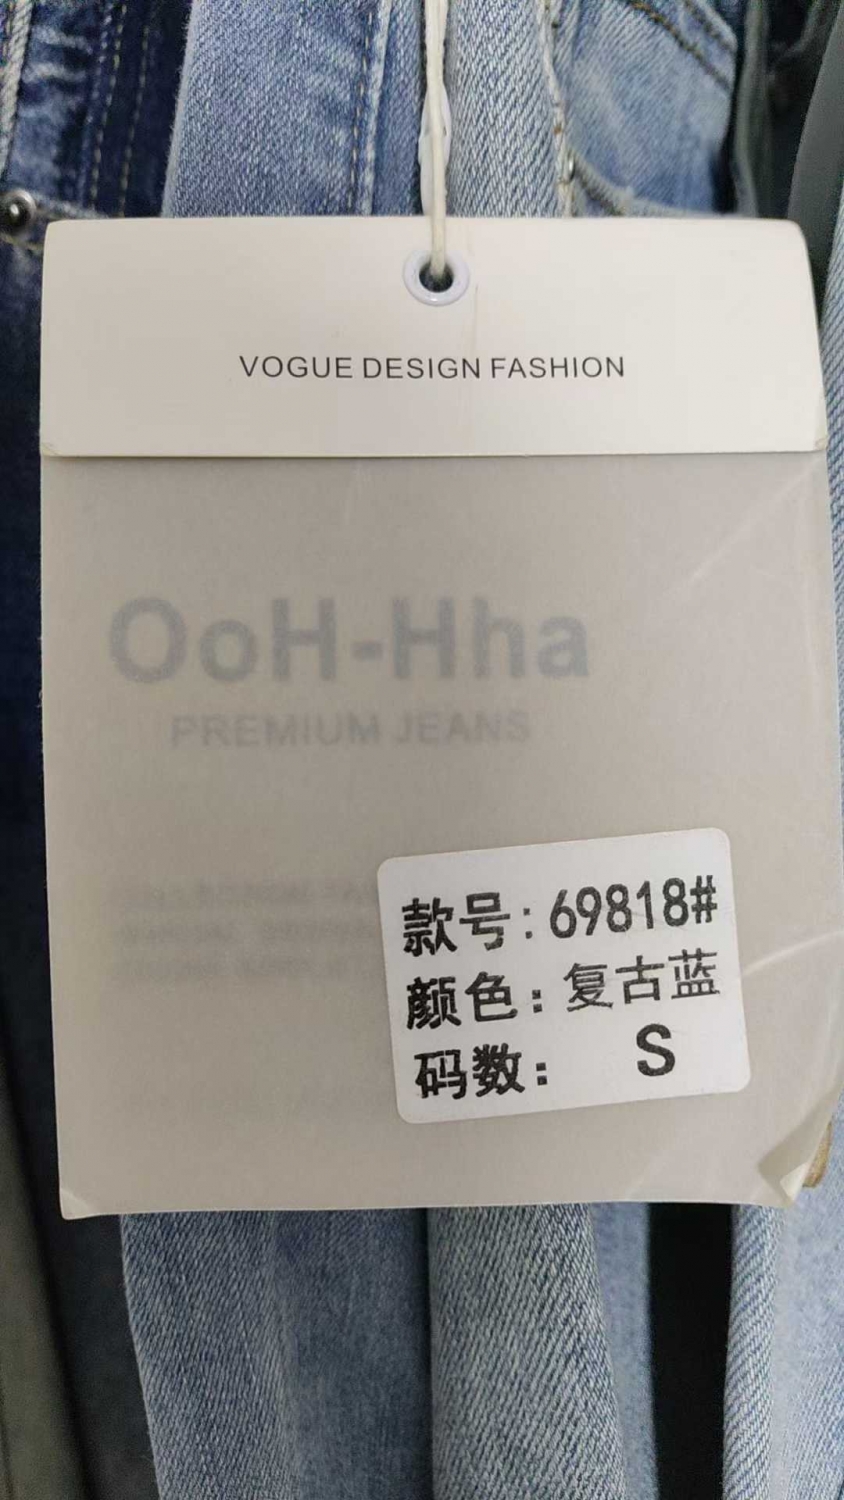 VOGUE DESIGN FASHION
OoH-Hha
PREMIUM JEANS
款号:69818#
颜色:复古蓝
码数: S